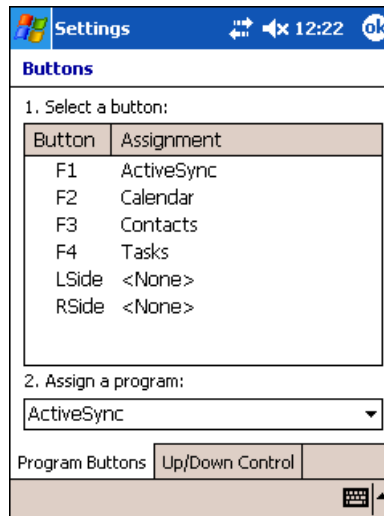 Settings 12:22 ok
Buttons
1. Select a button:
Button Assignment
F1 ActiveSync
F2 Calendar
F3 Contacts
F4 Tasks
LSide <None>
RSide <None>
2. Assign a program:
ActiveSync
Program Buttons Up/Down Control